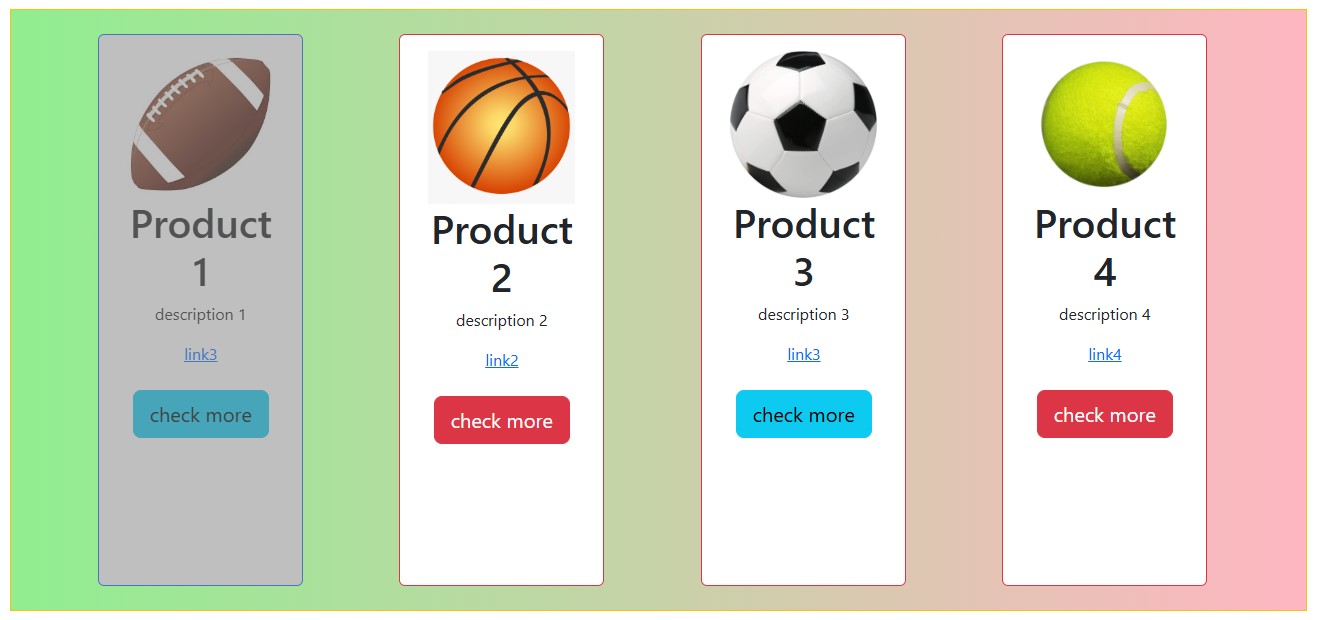 Product
1
description 1
link3
check more
Product
2
description 2
link2
check more
Product
3
description 3
link3
check more
Product
4
description 4
link4
check more